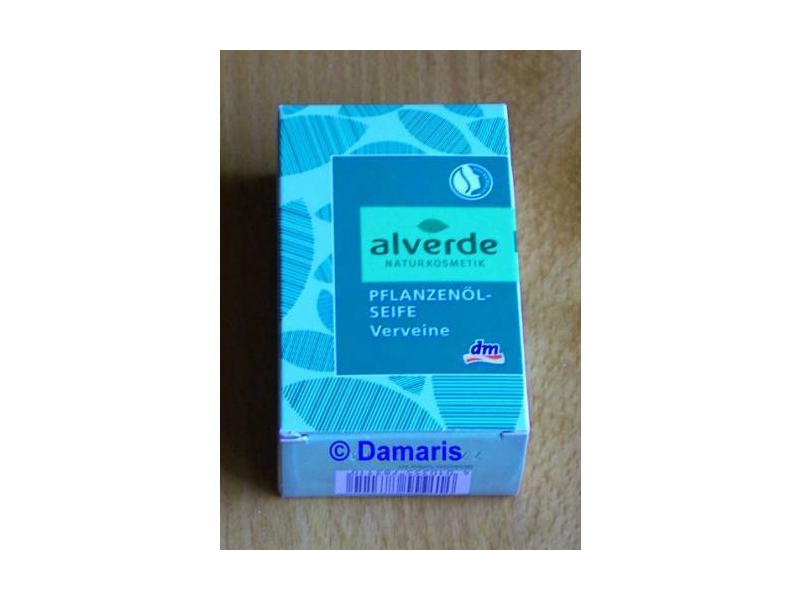 alverde
NATURKOSMETIK
PFLANZENÖL-
SEIFE
Verveine
dm
© Damaris